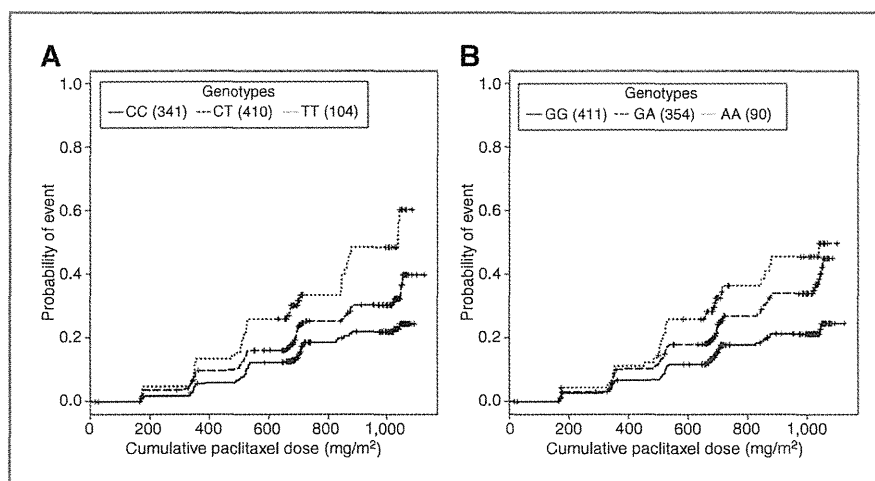 A
Genotypes
CC (341) CT (410) TT (104)
1.0
0.8
0.6
0.4
0.2
0.0
Probability of event
0 200 400 600 800 1,000
Cumulative paclitaxel dose (mg/m²)
B
Genotypes
GG (411) GA (354) AA (90)
1.0
0.8
0.6
0.4
0.2
0.0
Probability of event
0 200 400 600 800 1,000
Cumulative paclitaxel dose (mg/m²)